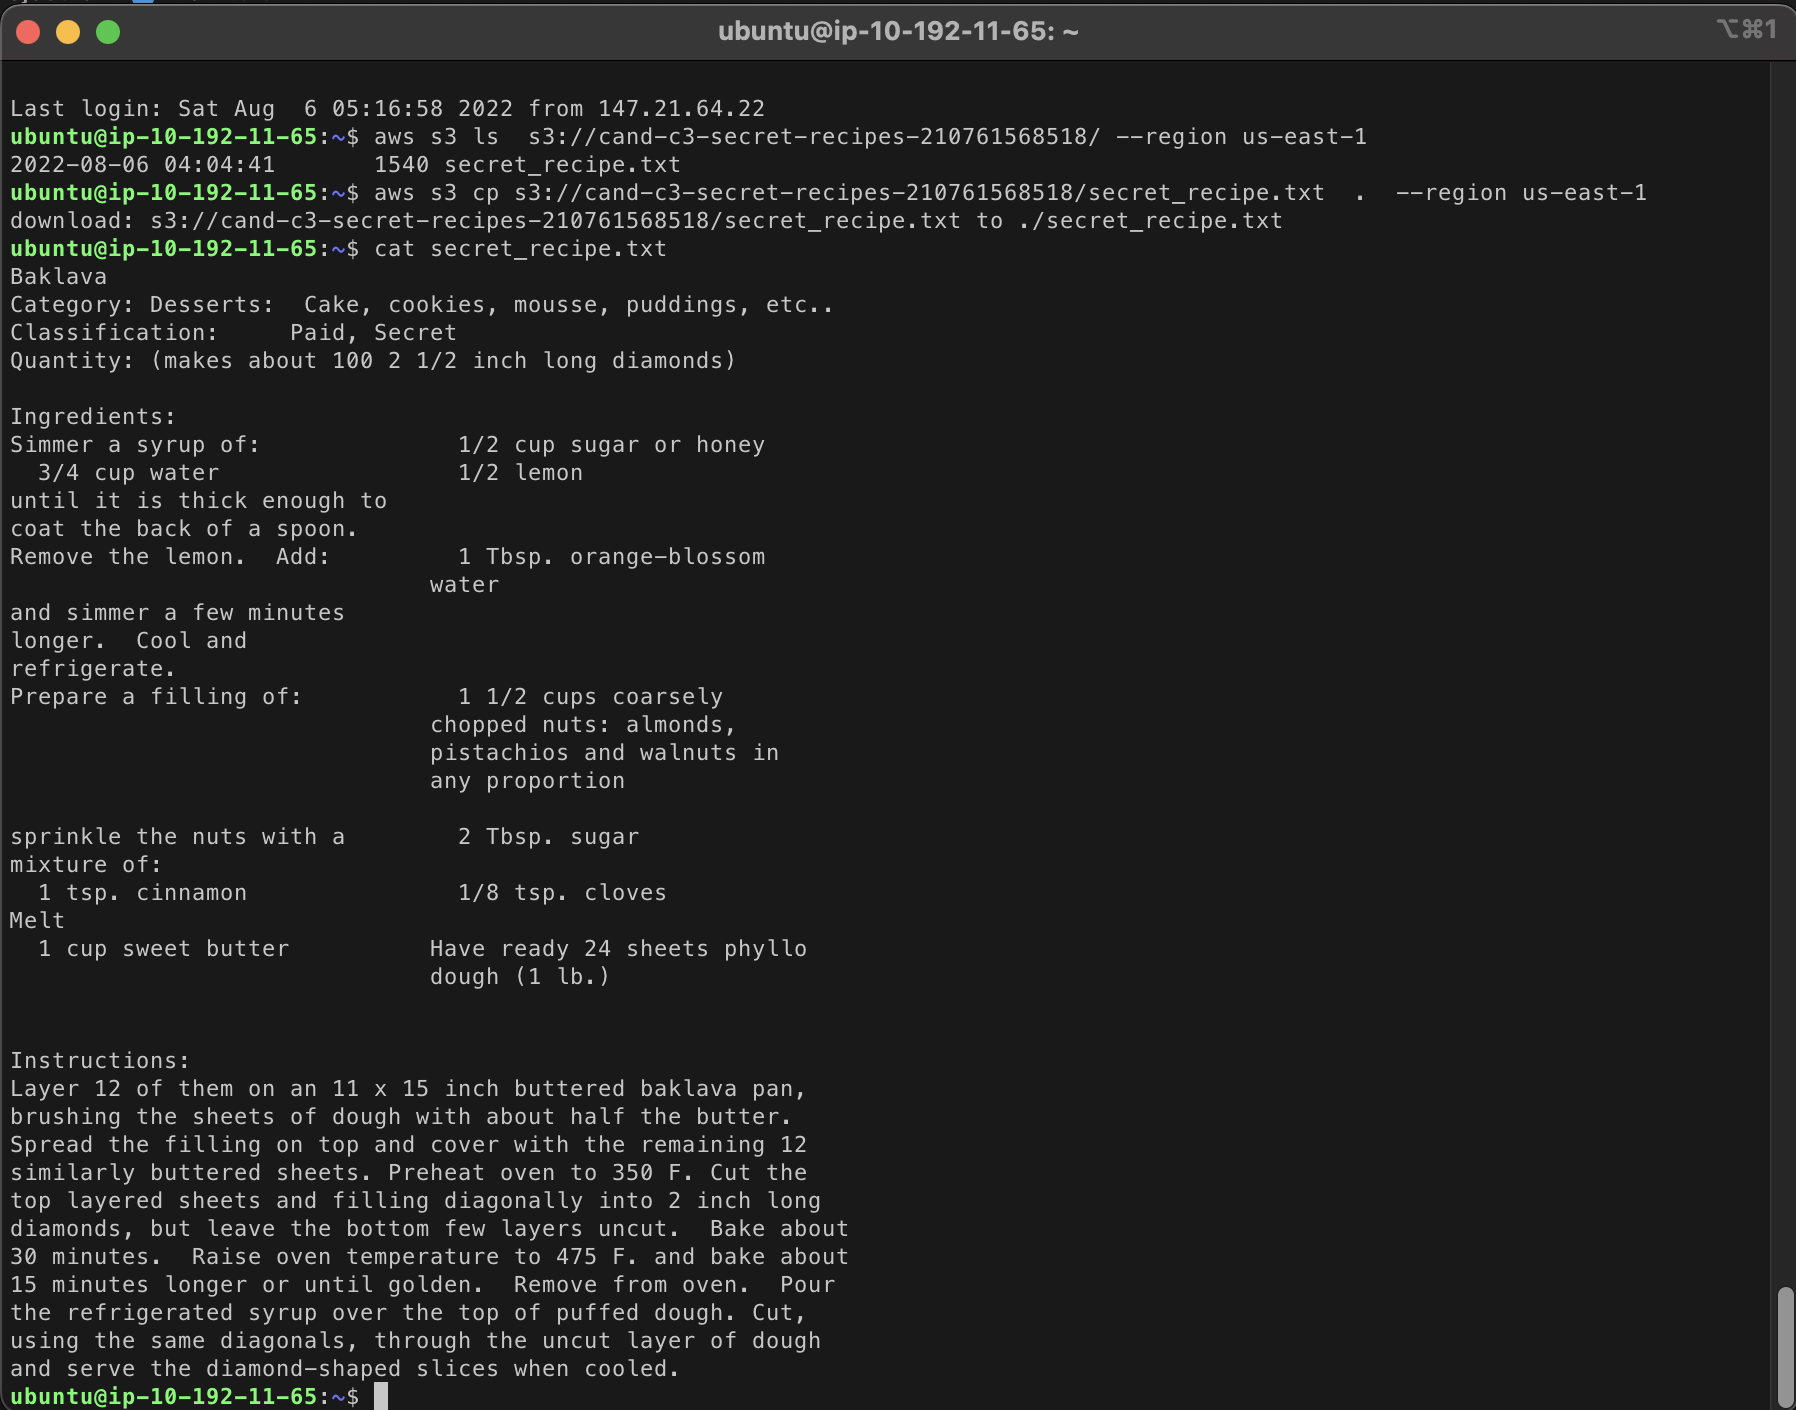 ubuntu@ip-10-192-11-65: ~
⌥⌘1
Last login: Sat Aug  6 05:16:58 2022 from 147.21.64.22
ubuntu@ip-10-192-11-65:~$ aws s3 ls  s3://cand-c3-secret-recipes-210761568518/ --region us-east-1
2022-08-06 04:04:41       1540 secret_recipe.txt
ubuntu@ip-10-192-11-65:~$ aws s3 cp s3://cand-c3-secret-recipes-210761568518/secret_recipe.txt  .  --region us-east-1
download: s3://cand-c3-secret-recipes-210761568518/secret_recipe.txt to ./secret_recipe.txt
ubuntu@ip-10-192-11-65:~$ cat secret_recipe.txt
Baklava
Category: Desserts:  Cake, cookies, mousse, puddings, etc..
Classification:     Paid, Secret
Quantity: (makes about 100 2 1/2 inch long diamonds)

Ingredients:
Simmer a syrup of:              1/2 cup sugar or honey
  3/4 cup water                 1/2 lemon
until it is thick enough to
coat the back of a spoon.
Remove the lemon.  Add:         1 Tbsp. orange-blossom
                              water
and simmer a few minutes
longer.  Cool and
refrigerate.
Prepare a filling of:           1 1/2 cups coarsely
                              chopped nuts: almonds,
                              pistachios and walnuts in
                              any proportion

sprinkle the nuts with a        2 Tbsp. sugar
mixture of:
  1 tsp. cinnamon               1/8 tsp. cloves
Melt
  1 cup sweet butter          Have ready 24 sheets phyllo
                              dough (1 lb.)

Instructions:
Layer 12 of them on an 11 x 15 inch buttered baklava pan,
brushing the sheets of dough with about half the butter.
Spread the filling on top and cover with the remaining 12
similarly buttered sheets. Preheat oven to 350 F. Cut the
top layered sheets and filling diagonally into 2 inch long
diamonds, but leave the bottom few layers uncut.  Bake about
30 minutes.  Raise oven temperature to 475 F. and bake about
15 minutes longer or until golden.  Remove from oven.  Pour
the refrigerated syrup over the top of puffed dough. Cut,
using the same diagonals, through the uncut layer of dough
and serve the diamond-shaped slices when cooled.
ubuntu@ip-10-192-11-65:~$